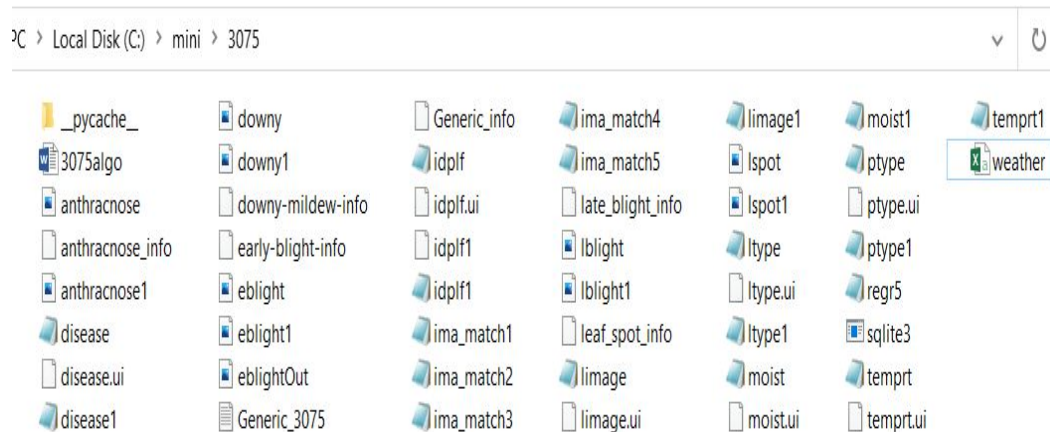 PC > Local Disk (C:) > mini > 3075
__pycache__
3075algo
anthracnose
anthracnose_info
anthracnose1
disease
disease.ui
disease1
downy
downy1
downy-mildew-info
early-blight-info
eblight
eblight1
eblightOut
Generic_3075
Generic_info
idplf
idplf.ui
idplf1
idplf1
ima_match1
ima_match2
ima_match3
ima_match4
ima_match5
late_blight_info
lblight
lblight1
leaf_spot_info
limage
limage.ui
limage1
lspot
lspot1
ltype
ltype.ui
ltype1
moist
moist.ui
moist1
ptype
ptype.ui
ptype1
regr5
sqlite3
temprt
temprt.ui
temprt1
weather